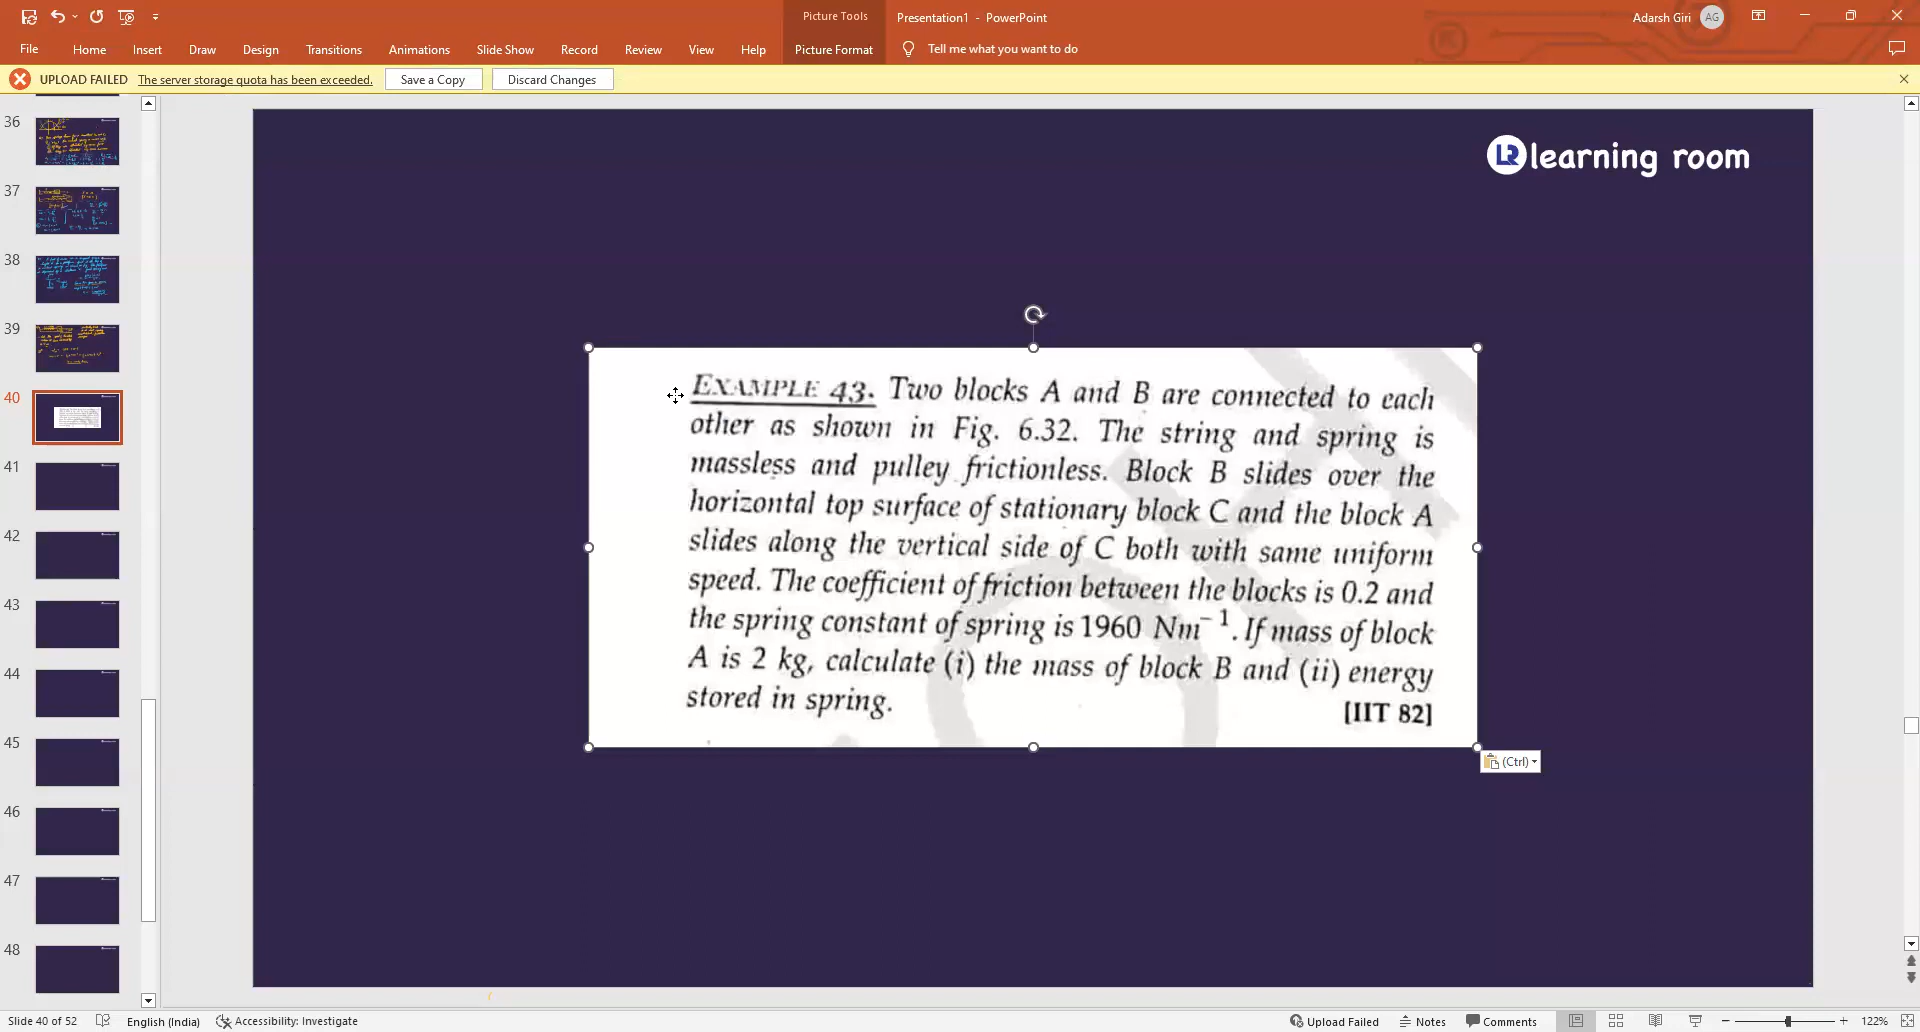 Picture Tools
Presentation1 - PowerPoint
Adarsh Giri AG
File Home Insert Draw Design Transitions Animations Slide Show Record Review View Help Picture Format Tell me what you want to do
UPLOAD FAILED The server storage quota has been exceeded. Save a Copy Discard Changes
36
37
38
39
40
41
42
43
44
45
46
47
48
LR learning room
EXAMPLE 43. Two blocks A and B are connected to each
other as shown in Fig. 6.32. The string and spring is
massless and pulley frictionless. Block B slides over the
horizontal top surface of stationary block C and the block A
slides along the vertical side of C both with same uniform
speed. The coefficient of friction between the blocks is 0.2 and
the spring constant of spring is 1960 Nm⁻¹. If mass of block
A is 2 kg, calculate (i) the mass of block B and (ii) energy
stored in spring.
[IIT 82]
(Ctrl)
Slide 40 of 52 English (India) Accessibility: Investigate Upload Failed Notes Comments 122%